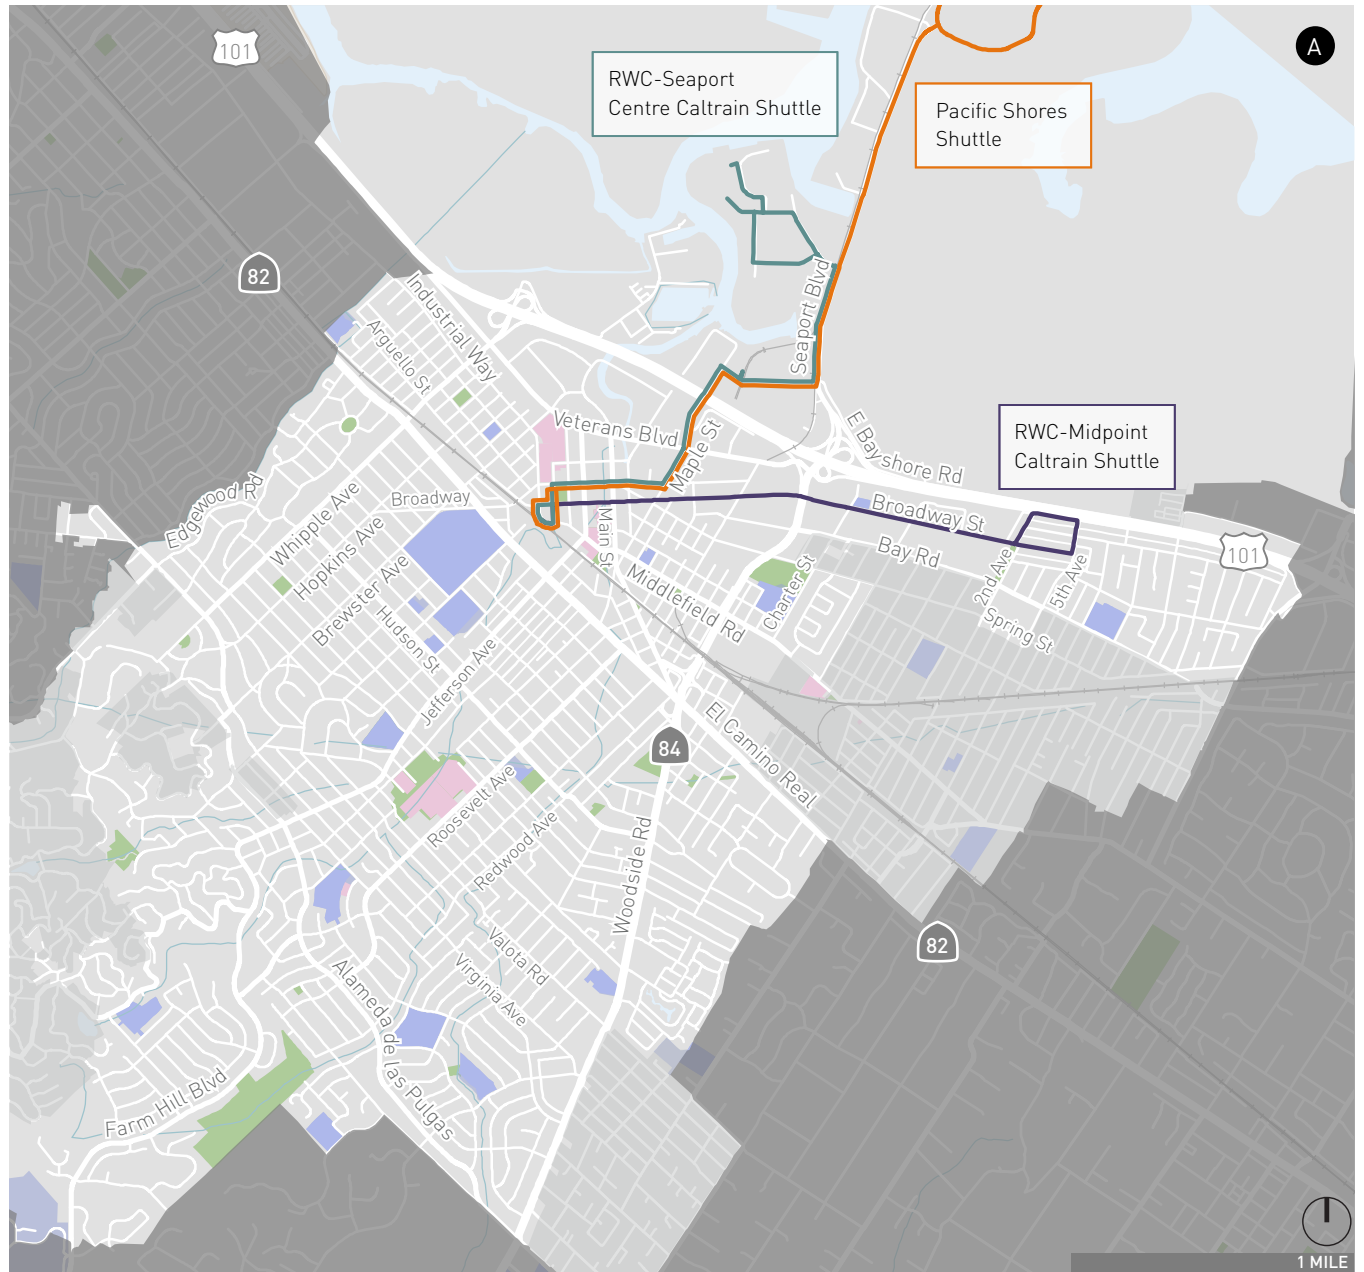 101
A
RWC-Seaport
Centre Caltrain Shuttle
Pacific Shores
Shuttle
82
Industrial Way
Arguello St
Seaport Blvd
Veterans Blvd
Maple St
E Bayshore Rd
RWC-Midpoint
Caltrain Shuttle
Edgewood Rd
Whipple Ave
Broadway
Main St
Broadway St
101
Hopkins Ave
Brewster Ave
Bay Rd
2nd Ave
5th Ave
Charter St
Middlefield Rd
Spring St
Hudson St
Jefferson Ave
84
El Camino Real
Roosevelt Ave
Redwood Ave
Woodside Rd
82
Valota Rd
Virginia Ave
Alameda de las Pulgas
Farm Hill Blvd
1 MILE